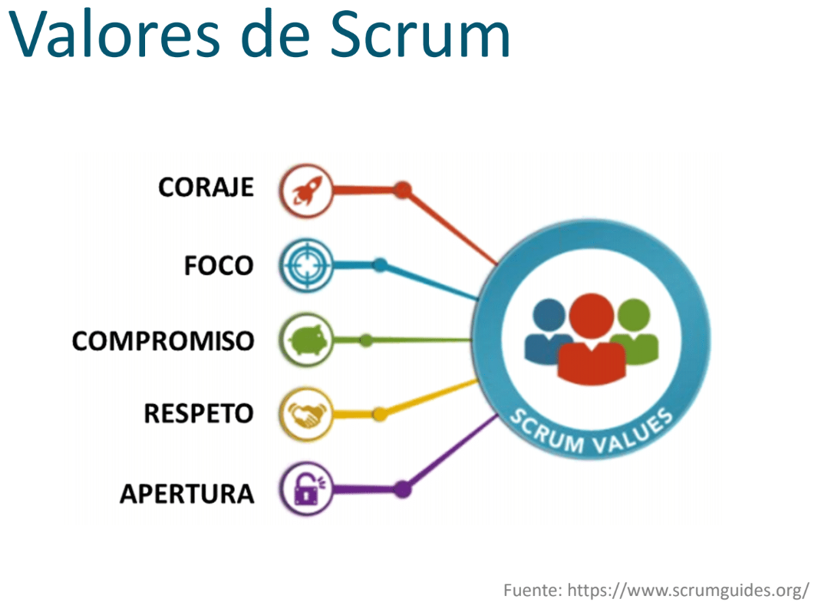 Valores de Scrum
CORAJE
FOCO
COMPROMISO
RESPETO
APERTURA
SCRUM VALUES
Fuente: https://www.scrumguides.org/